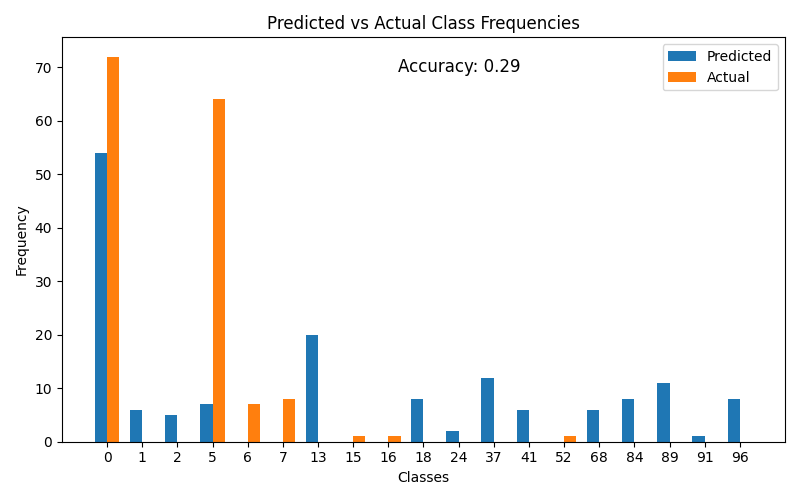 Predicted vs Actual Class Frequencies
Accuracy: 0.29
Predicted
Actual
Frequency
70
60
50
40
30
20
10
0
0 1 2 5 6 7 13 15 16 18 24 37 41 52 68 84 89 91 96
Classes